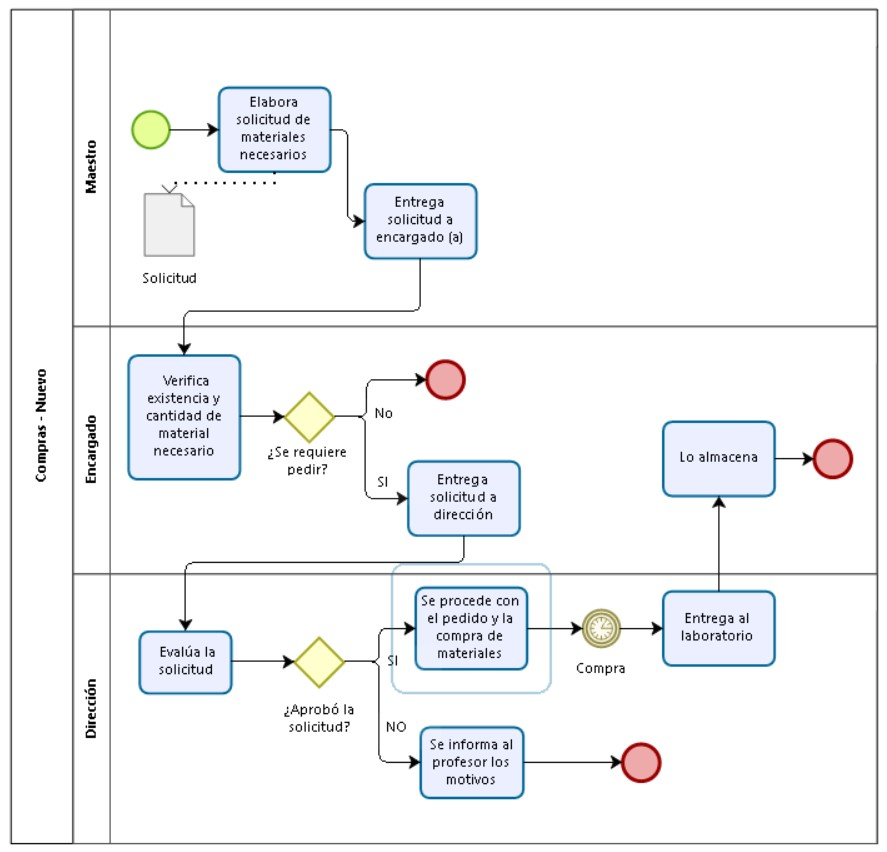 Compras - Nuevo
Maestro
Elabora
solicitud de
materiales
necesarios
Entrega
solicitud a
encargado (a)
Solicitud
Encargado
Verifica
existencia y
cantidad de
material
necesario
¿Se requiere
pedir?
No
SI
Entrega
solicitud a
dirección
Lo almacena
Dirección
Evalúa la
solicitud
¿Aprobó la
solicitud?
SI
NO
Se procede con
el pedido y la
compra de
materiales
Compra
Entrega al
laboratorio
Se informa al
profesor los
motivos